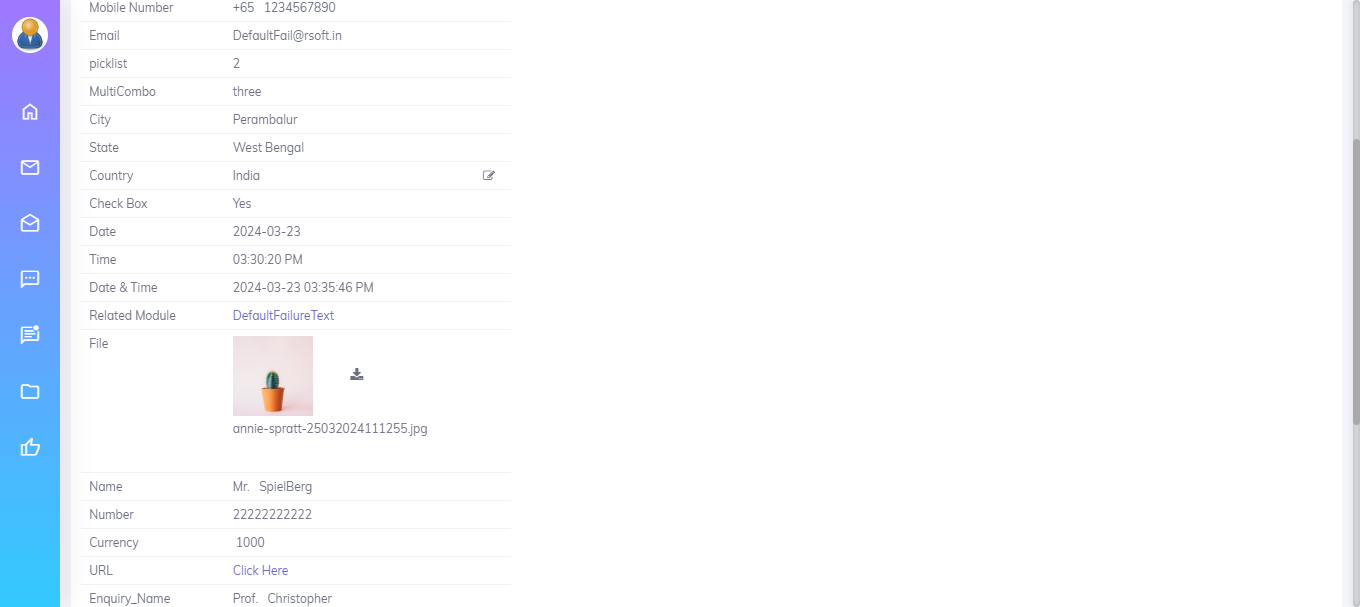 Mobile Number +65 1234567890
Email DefaultFail@rsoft.in
picklist 2
MultiCombo three
City Perambalur
State West Bengal
Country India
Check Box Yes
Date 2024-03-23
Time 03:30:20 PM
Date & Time 2024-03-23 03:35:46 PM
Related Module DefaultFailureText
File
annie-spratt-25032024111255.jpg
Name Mr. SpielBerg
Number 22222222222
Currency 1000
URL Click Here
Enquiry_Name Prof. Christopher